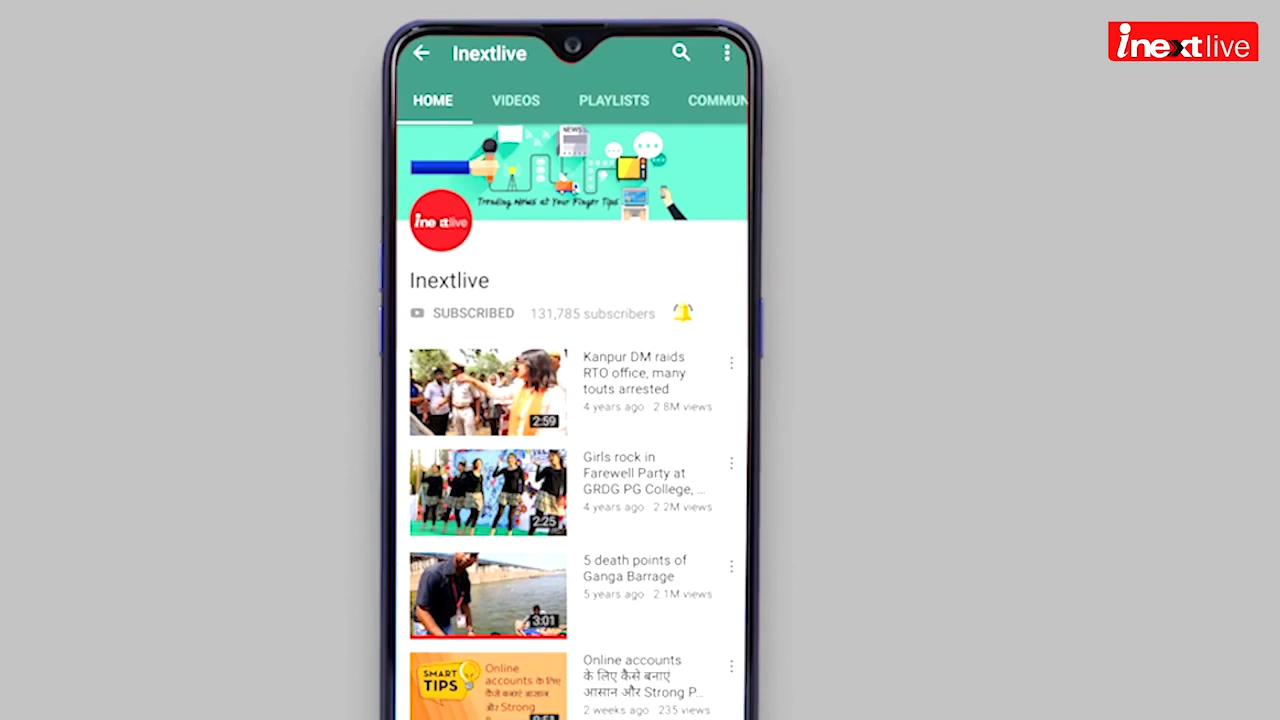 inextlive
Inextlive
HOME VIDEOS PLAYLISTS COMMUN
NEWS
Trending News at Your Finger Tips
inextlive
Inextlive
SUBSCRIBED 131,785 subscribers
Kanpur DM raids
RTO office, many
touts arrested
4 years ago 2.8M views
2:59
Girls rock in
Farewell Party at
GRDG PG College, ...
4 years ago 2.2M views
2:25
5 death points of
Ganga Barrage
5 years ago 2.1M views
3:01
SMART
TIPS
Online
accounts के लिए
कैसे बनाएं आसान
और Strong
Online accounts
के लिए कैसे बनाएं
आसान और Strong P...
2 weeks ago 235 views